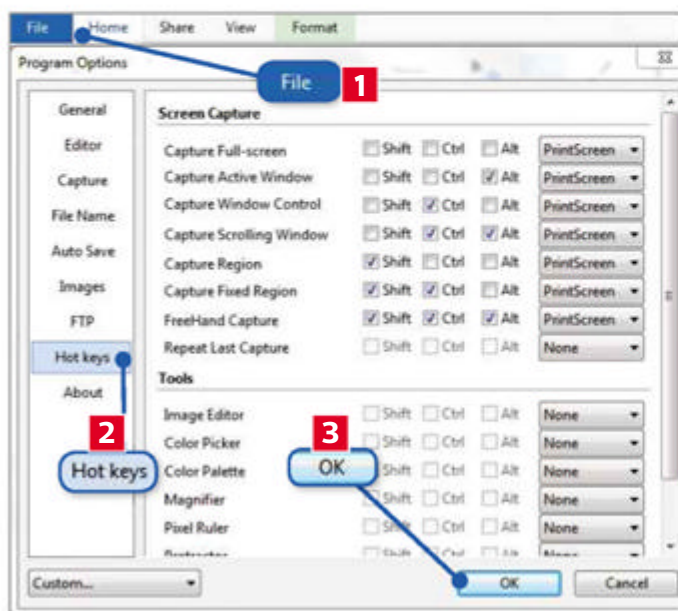 File Home Share View Format
Program Options
File 1
General
Editor
Capture
File Name
Auto Save
Images
FTP
Hot keys
About
2
Hot keys
Screen Capture
Capture Full-screen Shift Ctrl Alt PrintScreen
Capture Active Window Shift Ctrl Alt PrintScreen
Capture Window Control Shift Ctrl Alt PrintScreen
Capture Scrolling Window Shift Ctrl Alt PrintScreen
Capture Region Shift Ctrl Alt PrintScreen
Capture Fixed Region Shift Ctrl Alt PrintScreen
FreeHand Capture Shift Ctrl Alt PrintScreen
Repeat Last Capture Shift Ctrl Alt None
Tools
Image Editor Shift Ctrl Alt None
Color Picker Shift Ctrl Alt None
Color Palette Shift Ctrl Alt None
Magnifier Shift Ctrl Alt None
Pixel Ruler Shift Ctrl Alt None
3
OK
Custom... OK Cancel